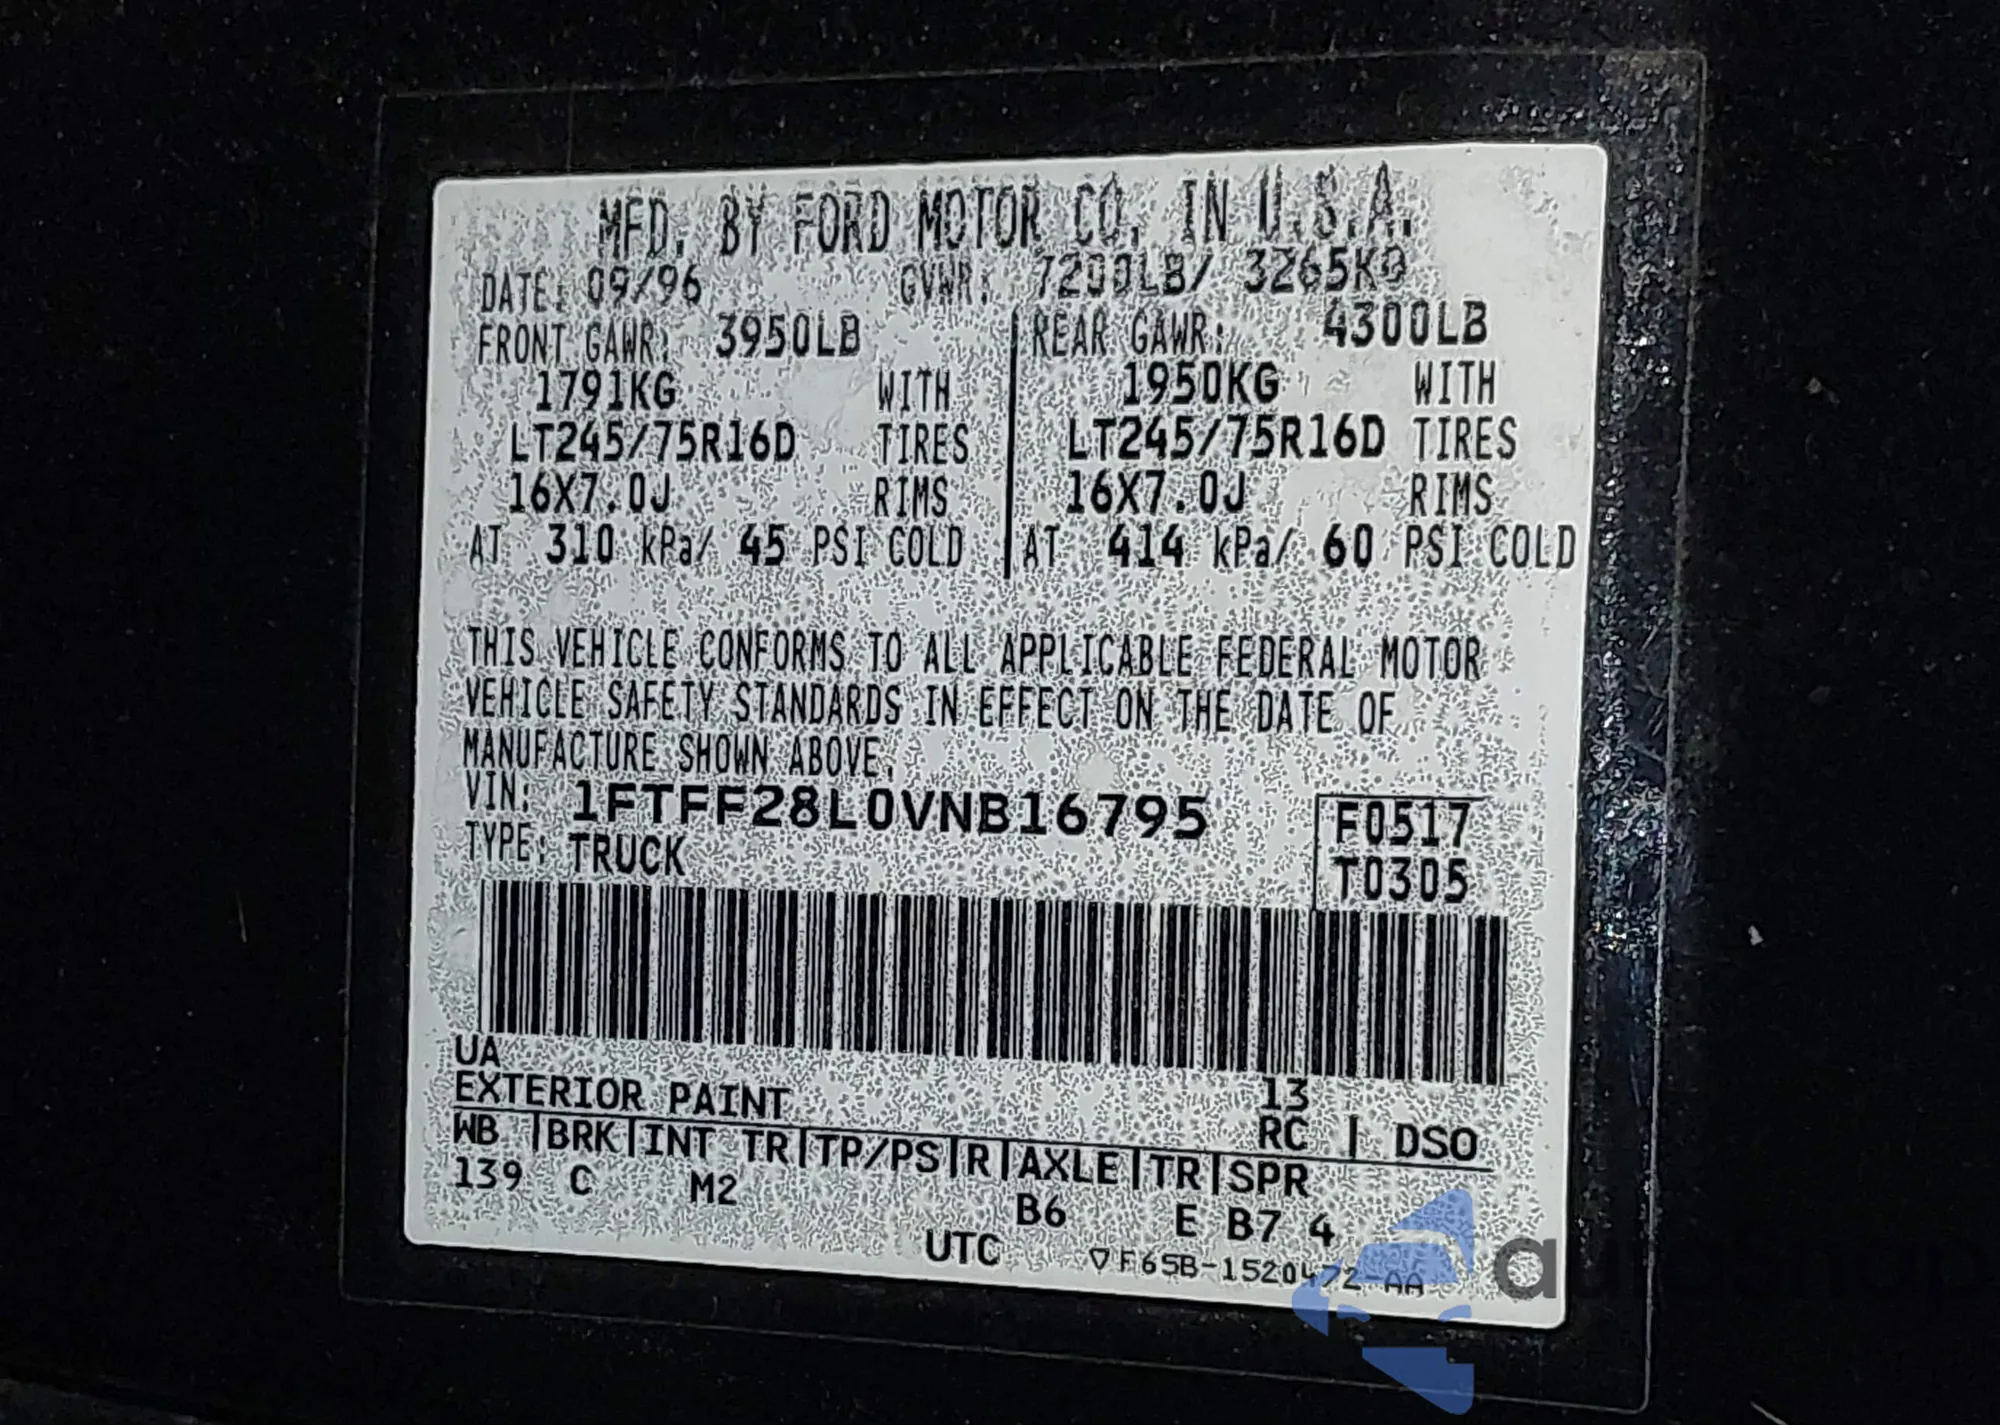 MFD. BY FORD MOTOR CO. IN U.S.A.
DATE: 09/96 GVWR: 7200LB/ 3265KG
FRONT GAWR: 3950LB REAR GAWR: 4300LB
1791KG WITH 1950KG WITH
LT245/75R16D TIRES LT245/75R16D TIRES
16X7.0J RIMS 16X7.0J RIMS
AT 310 kPa/ 45 PSI COLD AT 414 kPa/ 60 PSI COLD
THIS VEHICLE CONFORMS TO ALL APPLICABLE FEDERAL MOTOR
VEHICLE SAFETY STANDARDS IN EFFECT ON THE DATE OF
MANUFACTURE SHOWN ABOVE.
VIN: 1FTFF28L0VNB16795 F0517
TYPE: TRUCK T0305
UA
EXTERIOR PAINT 13
RC | DSO
WB |BRK|INT TR|TP/PS|R|AXLE|TR|SPR
139 C M2 B6 E B7 4
UTC ▽F65B-1520472-AA